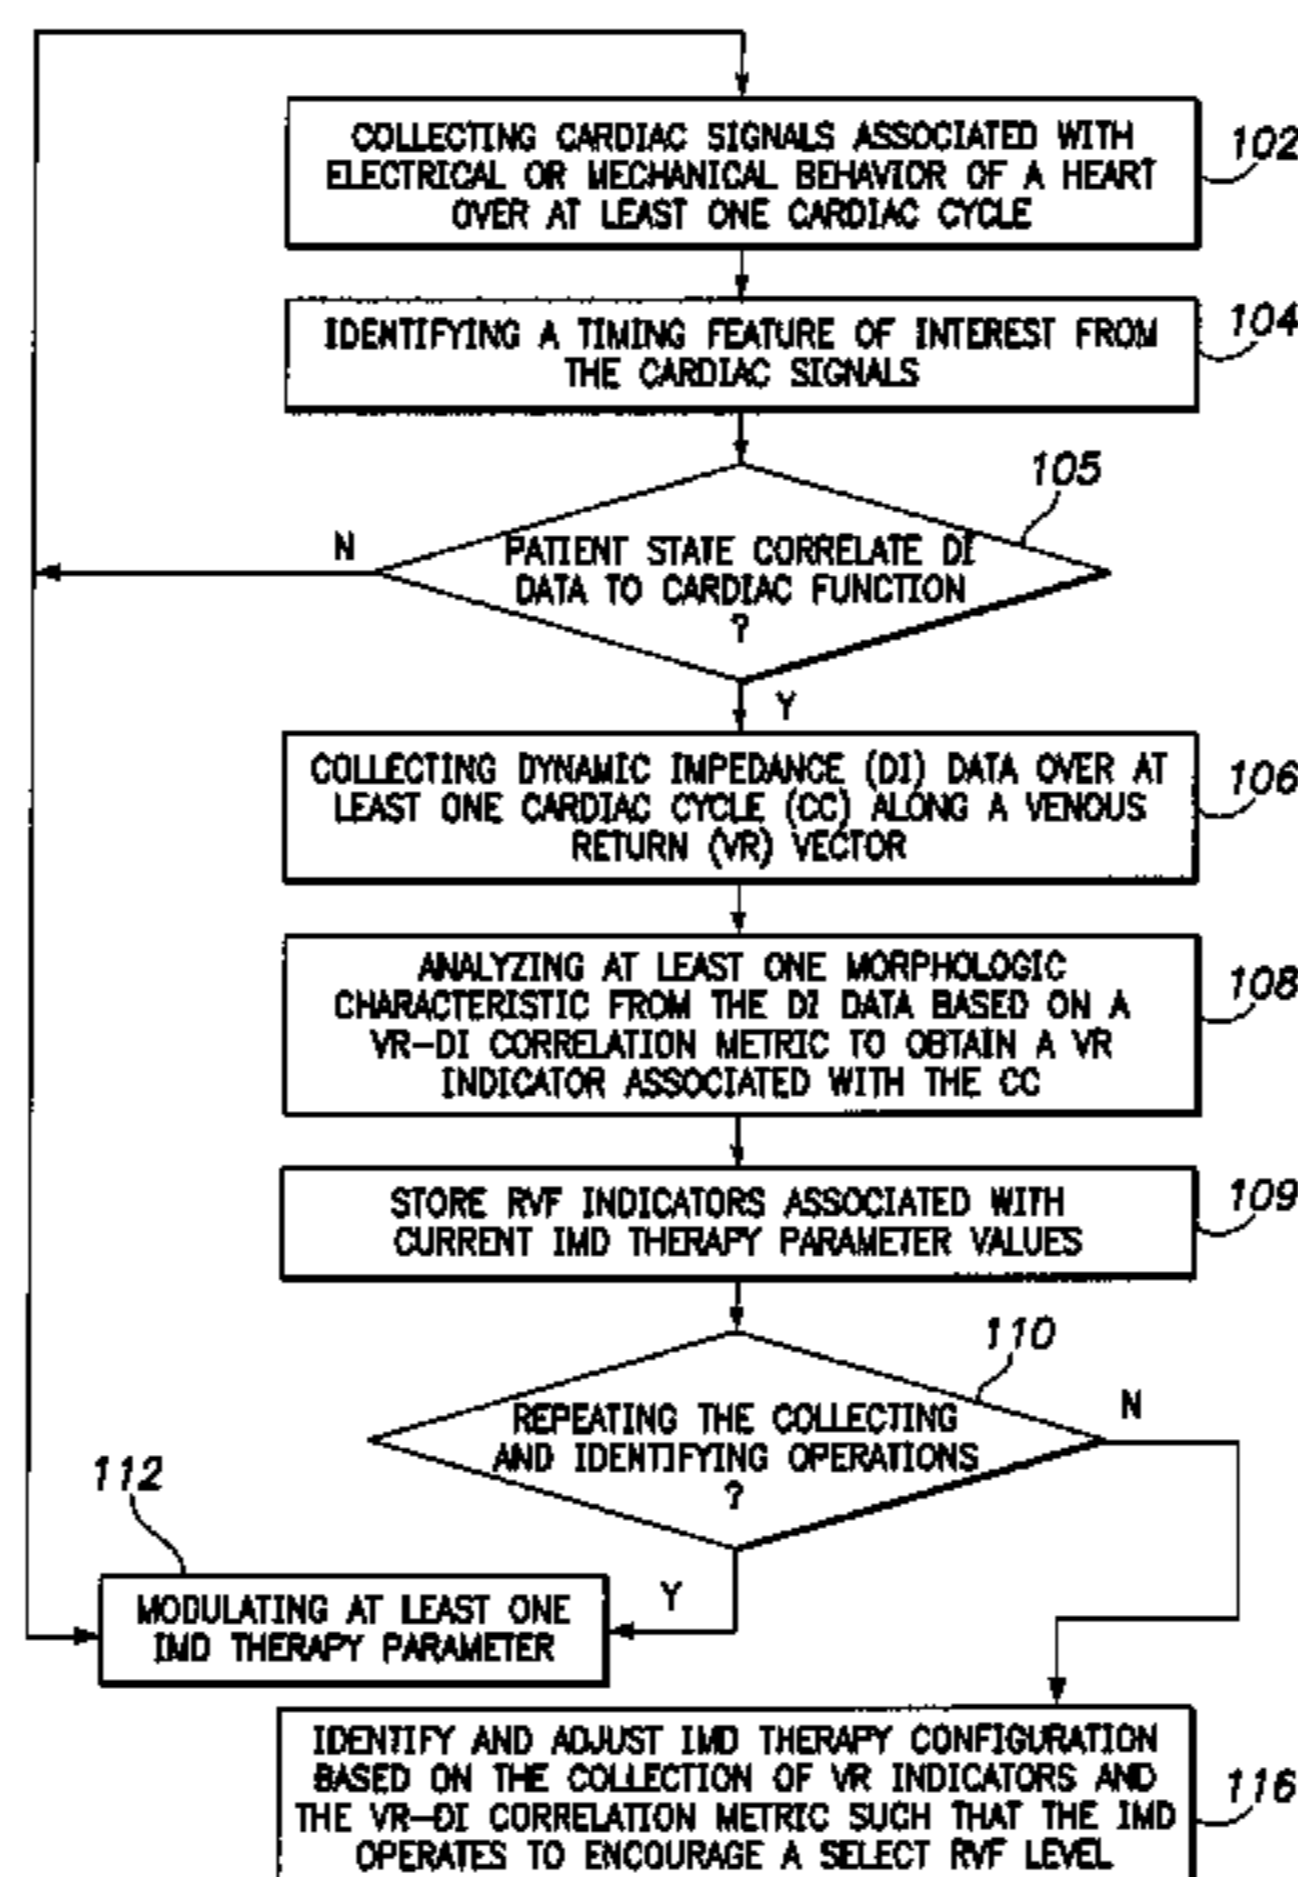 COLLECTING CARDIAC SIGNALS ASSOCIATED WITH
ELECTRICAL OR MECHANICAL BEHAVIOR OF A HEART
OVER AT LEAST ONE CARDIAC CYCLE
102
IDENTIFYING A TIMING FEATURE OF INTEREST FROM
THE CARDIAC SIGNALS
104
105
N
PATIENT STATE CORRELATE DI
DATA TO CARDIAC FUNCTION
?
Y
COLLECTING DYNAMIC IMPEDANCE (DI) DATA OVER AT
LEAST ONE CARDIAC CYCLE (CC) ALONG A VENOUS
RETURN (VR) VECTOR
106
ANALYZING AT LEAST ONE MORPHOLOGIC
CHARACTERISTIC FROM THE DI DATA BASED ON A
VR-DI CORRELATION METRIC TO OBTAIN A VR
INDICATOR ASSOCIATED WITH THE CC
108
STORE RVF INDICATORS ASSOCIATED WITH
CURRENT IMD THERAPY PARAMETER VALUES
109
110
REPEATING THE COLLECTING
AND IDENTIFYING OPERATIONS
?
N
Y
112
MODULATING AT LEAST ONE
IMD THERAPY PARAMETER
IDENTIFY AND ADJUST IMD THERAPY CONFIGURATION
BASED ON THE COLLECTION OF VR INDICATORS AND
THE VR-DI CORRELATION METRIC SUCH THAT THE IMD
OPERATES TO ENCOURAGE A SELECT RVF LEVEL
116